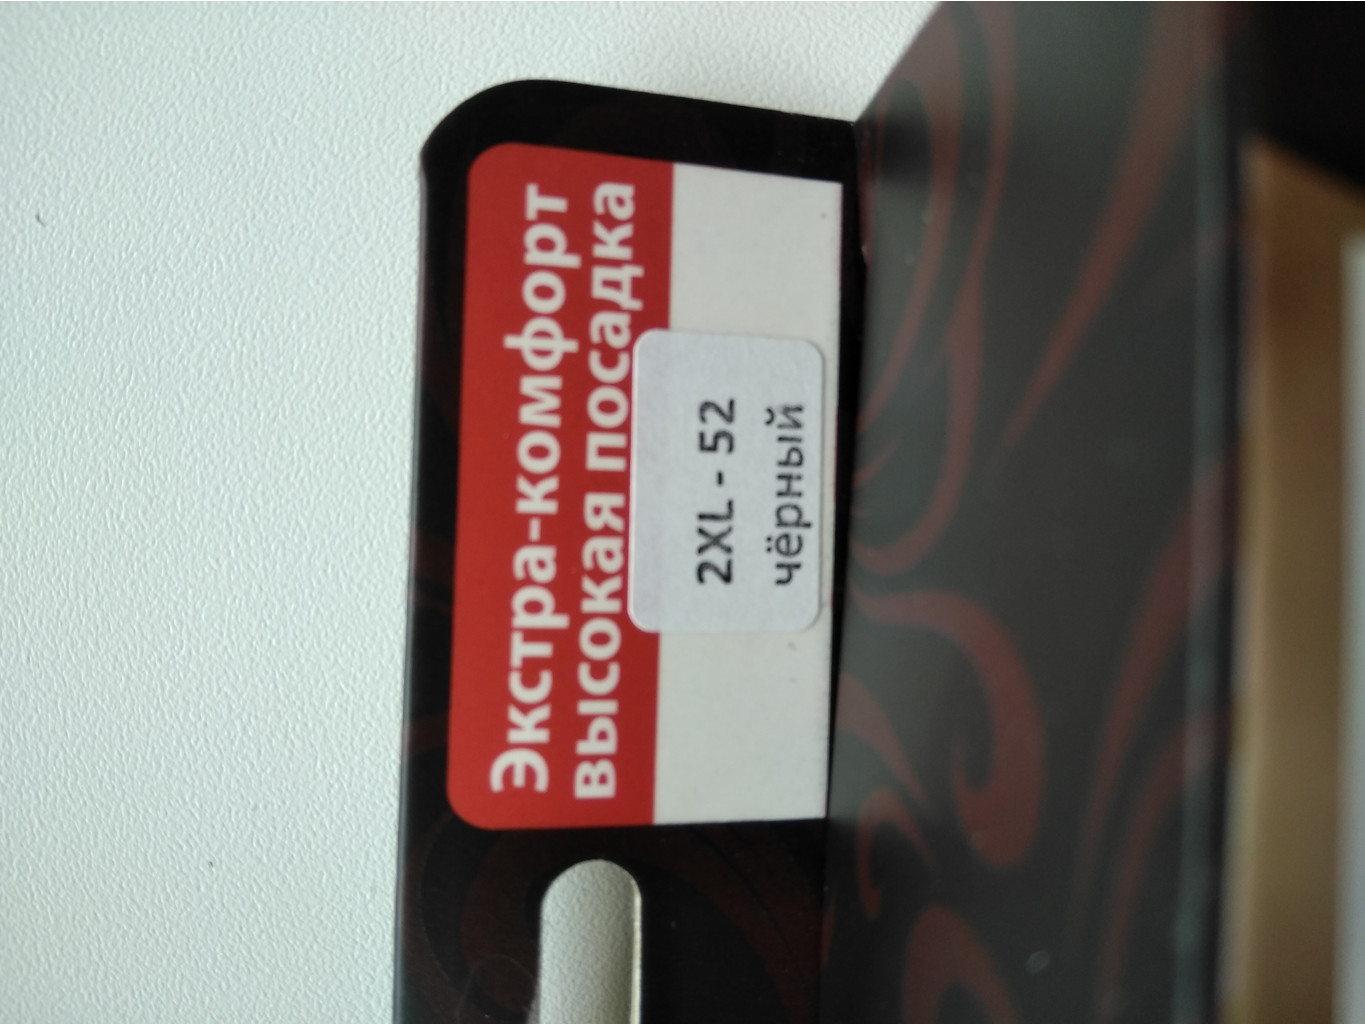 Экстра-комфорт
высокая посадка
2XL - 52
чёрный